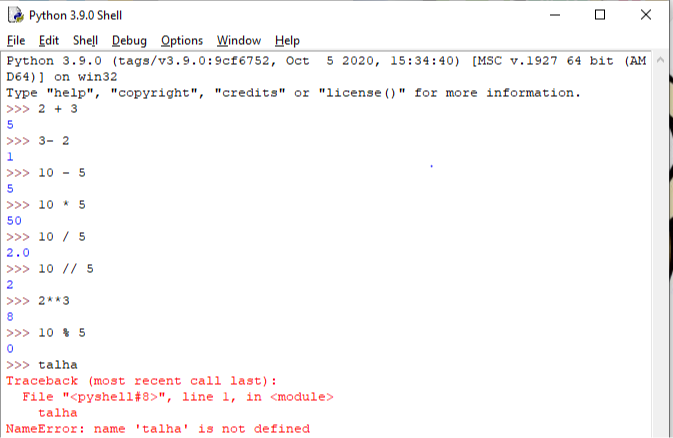 Python 3.9.0 Shell
File Edit Shell Debug Options Window Help
Python 3.9.0 (tags/v3.9.0:9cf6752, Oct  5 2020, 15:34:40) [MSC v.1927 64 bit (AM
D64)] on win32
Type "help", "copyright", "credits" or "license()" for more information.
>>> 2 + 3
5
>>> 3- 2
1
>>> 10 - 5
5
>>> 10 * 5
50
>>> 10 / 5
2.0
>>> 10 // 5
2
>>> 2**3
8
>>> 10 % 5
0
>>> talha
Traceback (most recent call last):
  File "<pyshell#8>", line 1, in <module>
    talha
NameError: name 'talha' is not defined